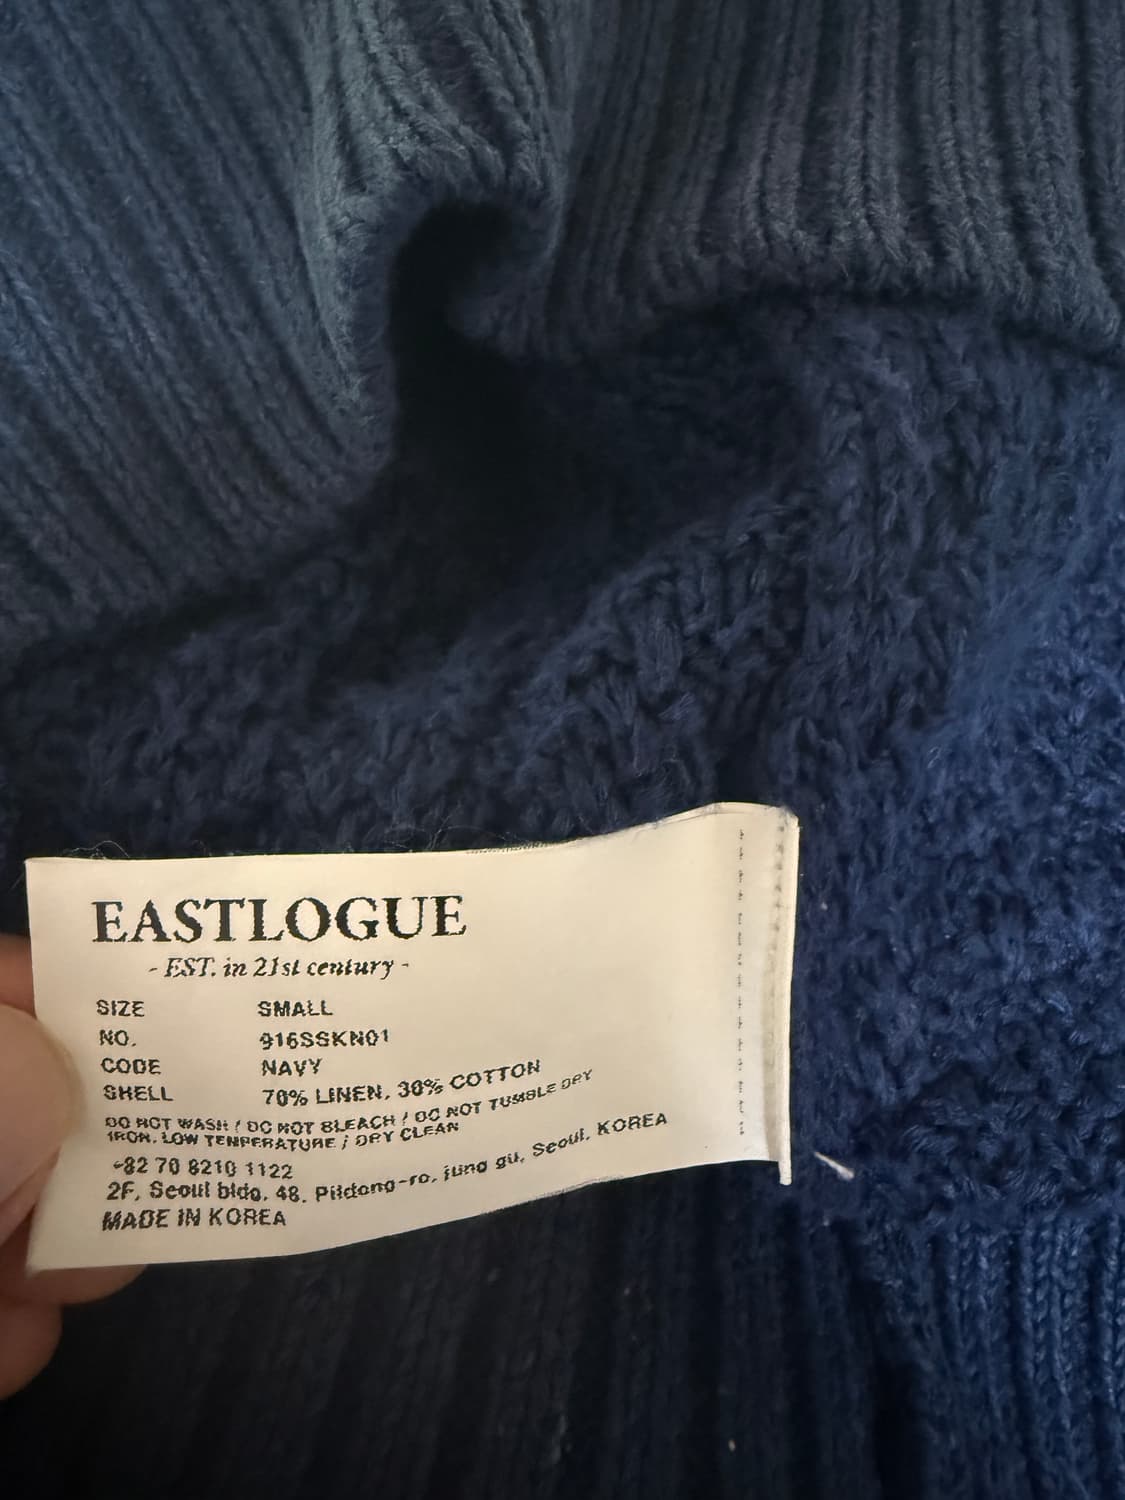 EASTLOGUE
- EST. in 21st century -
SIZE SMALL
NO. 916SSKN01
CODE NAVY
SHELL 70% LINEN, 30% COTTON
DO NOT WASH / DO NOT BLEACH / DO NOT TUMBLE DRY
IRON, LOW TENPERATURE / DRY CLEAN
+82 70 8210 1122
2F, Seoul bldg, 48, Pildong-ro, jung gu, Seoul, KOREA
MADE IN KOREA